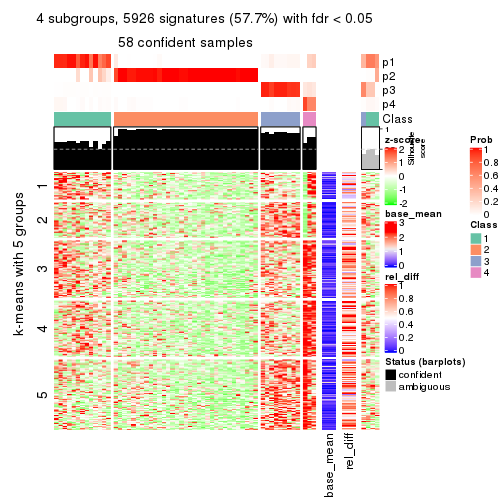 4 subgroups, 5926 signatures (57.7%) with fdr < 0.05
58 confident samples
p1
p2
p3
p4
Class
1
Silhouette
score
z-score
2
1
0
-1
-2
base_mean
3
2
1
0
rel_diff
1
0.8
0.6
0.4
0.2
0
Status (barplots)
confident
ambiguous
Prob
1
0.8
0.6
0.4
0.2
0
Class
1
2
3
4
k-means with 5 groups
1
2
3
4
5
base_mean
rel_diff